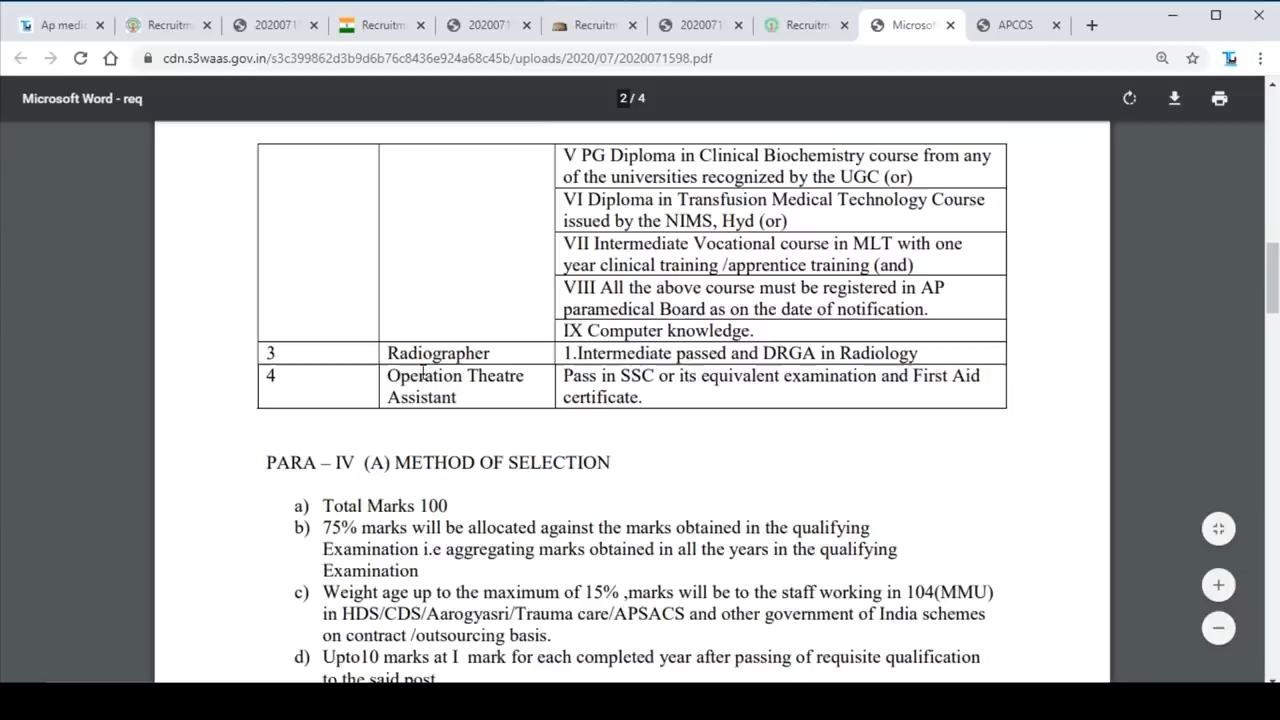 Ap medic
Recruitm
2020071
Recruitm
2020071
Recruitm
2020071
Recruitm
Microsof
APCOS
cdn.s3waas.gov.in/s3c399862d3b9d6b76c8436e924a68c45b/uploads/2020/07/2020071598.pdf
Microsoft Word - req
2 / 4
V PG Diploma in Clinical Biochemistry course from any
of the universities recognized by the UGC (or)
VI Diploma in Transfusion Medical Technology Course
issued by the NIMS, Hyd (or)
VII Intermediate Vocational course in MLT with one
year clinical training /apprentice training (and)
VIII All the above course must be registered in AP
paramedical Board as on the date of notification.
IX Computer knowledge.
3 Radiographer 1.Intermediate passed and DRGA in Radiology
4 Operation Theatre Pass in SSC or its equivalent examination and First Aid
Assistant certificate.
PARA – IV (A) METHOD OF SELECTION
a) Total Marks 100
b) 75% marks will be allocated against the marks obtained in the qualifying
Examination i.e aggregating marks obtained in all the years in the qualifying
Examination
c) Weight age up to the maximum of 15% ,marks will be to the staff working in 104(MMU)
in HDS/CDS/Aarogyasri/Trauma care/APSACS and other government of India schemes
on contract /outsourcing basis.
d) Upto10 marks at I mark for each completed year after passing of requisite qualification
to the said post